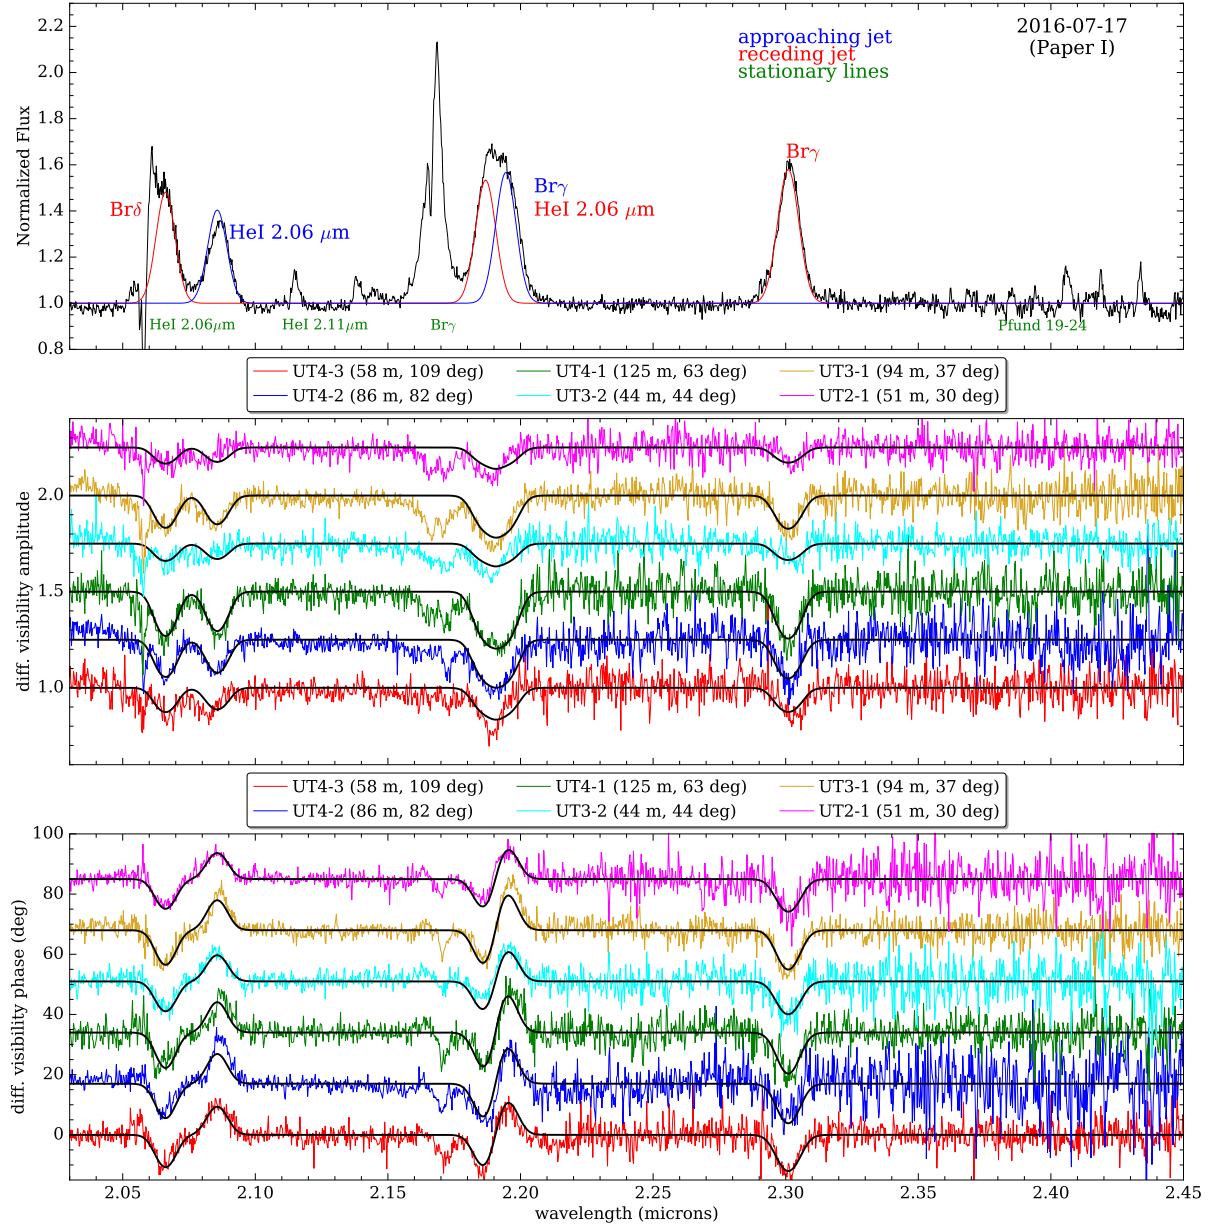 2.2
2.0
1.8
1.6
1.4
1.2
1.0
0.8
Normalized Flux
2016-07-17
(Paper I)
approaching jet
receding jet
stationary lines
Brδ
HeI 2.06 μm
Brγ
HeI 2.06 μm
Brγ
HeI 2.06μm
HeI 2.11μm
Brγ
Pfund 19-24
UT4-3 (58 m, 109 deg)
UT4-1 (125 m, 63 deg)
UT3-1 (94 m, 37 deg)
UT4-2 (86 m, 82 deg)
UT3-2 (44 m, 44 deg)
UT2-1 (51 m, 30 deg)
2.0
1.5
1.0
diff. visibility amplitude
UT4-3 (58 m, 109 deg)
UT4-1 (125 m, 63 deg)
UT3-1 (94 m, 37 deg)
UT4-2 (86 m, 82 deg)
UT3-2 (44 m, 44 deg)
UT2-1 (51 m, 30 deg)
100
80
60
40
20
0
diff. visibility phase (deg)
2.05
2.10
2.15
2.20
2.25
2.30
2.35
2.40
2.45
wavelength (microns)